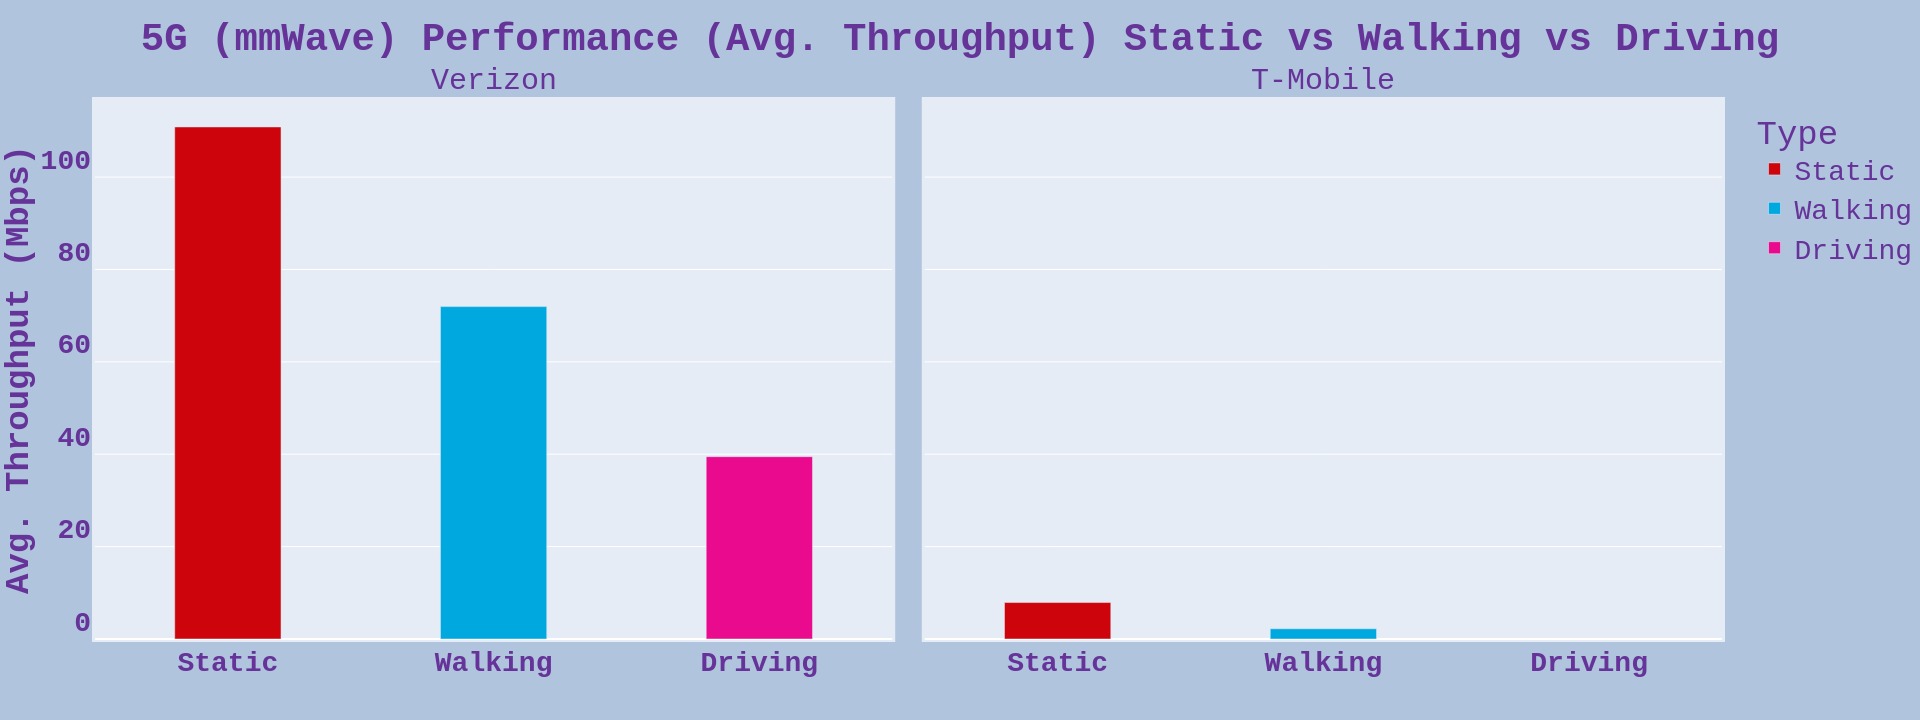 5G (mmWave) Performance (Avg. Throughput) Static vs Walking vs Driving
Verizon
T-Mobile
Avg. Throughput (Mbps)
100
80
60
40
20
0
Static
Walking
Driving
Static
Walking
Driving
Type
Static
Walking
Driving